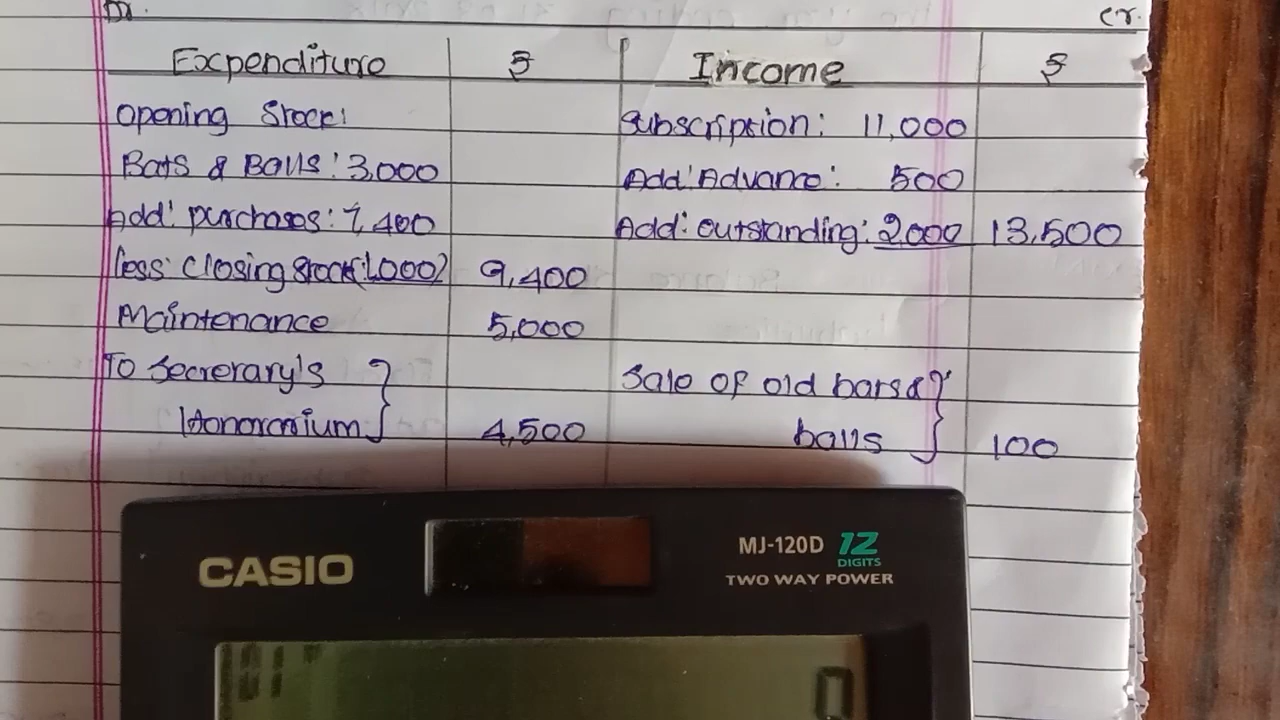 Dr. Cr.
Expenditure ₹ Income ₹
Opening Stock: Subscription: 11,000
Bats & Balls: 3,000 Add: Advance: 500
Add: purchases: 7,400 Add: outstanding: 2,000 13,500
less: closing stock:(1,000) 9,400
Maintenance 5,000
To Secretary's Sale of old bats &
Honorarium 4,500 balls 100
CASIO
MJ-120D 12
DIGITS
TWO WAY POWER
0